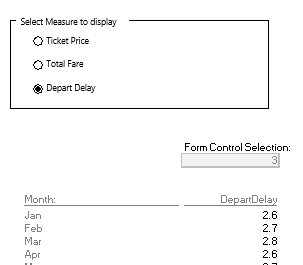 Select Measure to display
Ticket Price
Total Fare
Depart Delay
Form Control Selection:
3
Month: DepartDelay
Jan 2.6
Feb 2.7
Mar 2.8
Apr 2.6